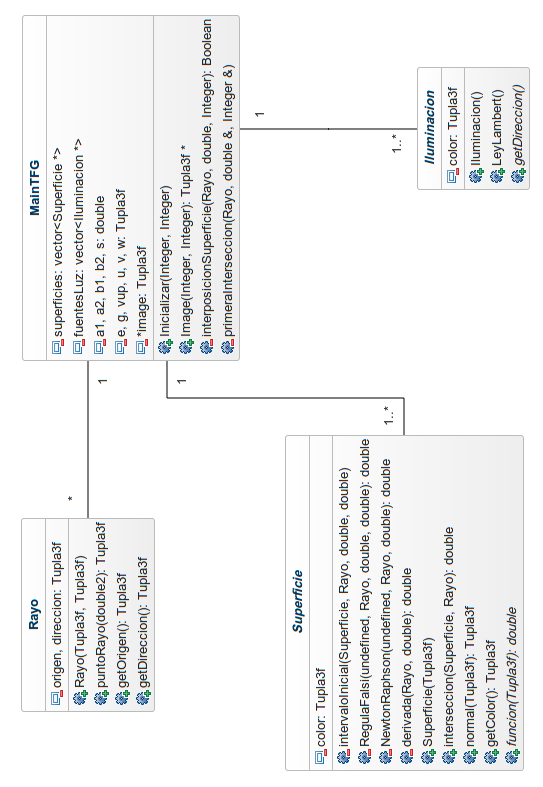 Rayo
origen, direccion: Tupla3f
Rayo(Tupla3f, Tupla3f)
puntoRayo(double2): Tupla3f
getOrigen(): Tupla3f
getDireccion(): Tupla3f
*
1
MainTFG
superficies: vector<Superficie *>
fuentesLuz: vector<Iluminacion *>
a1, a2, b1, b2, s: double
e, g, vup, u, v, w: Tupla3f
*Image: Tupla3f
Inicializar(Integer, Integer)
Image(Integer, Integer): Tupla3f *
interposicionSuperficie(Rayo, double, Integer): Boolean
primeraInterseccion(Rayo, double &, Integer &)
1
1..*
1
1..*
Superficie
color: Tupla3f
intervaloInicial(Superficie, Rayo, double, double)
RegulaFalsi(undefined, Rayo, double, double): double
NewtonRaphson(undefined, Rayo, double): double
derivada(Rayo, double): double
Superficie(Tupla3f)
interseccion(Superficie, Rayo): double
normal(Tupla3f): Tupla3f
getColor(): Tupla3f
funcion(Tupla3f): double
Iluminacion
color: Tupla3f
Iluminacion()
LeyLambert()
getDireccion()